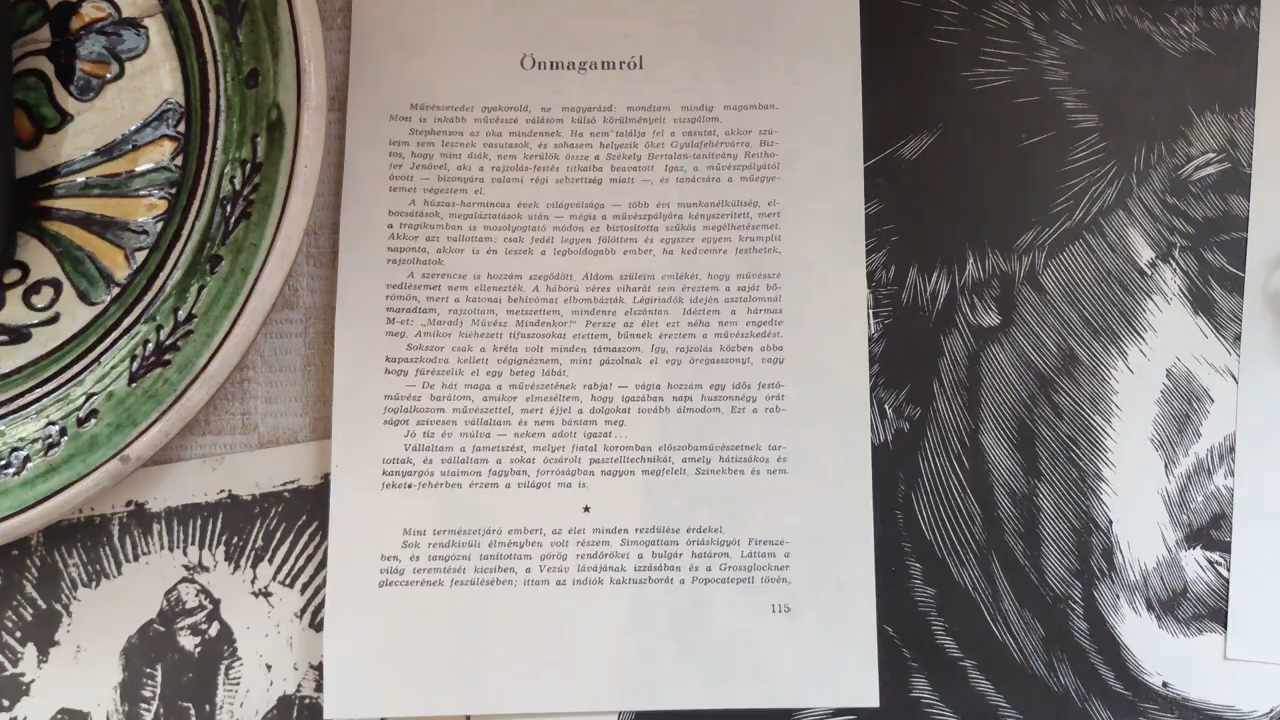 Önmagamról
Művészetedet gyakorold, ne magyarázd: mondtam mindig magamban.
Most is inkább művésszé válásom külső körülményeit vizsgálom.
Stephenson az oka mindennek. Ha nem találja fel a vasutat, akkor szü-
leim sem lesznek vasutasok, és sohasem helyezik őket Gyulafehérvárra. Biz-
tos, hogy mint diák, nem kerülök össze a Székely Bertalan-tanítvány Reitho-
fer Jenővel, aki a rajzolás-festés titkaiba beavatott. Igaz, a művészpályától
óvott — bizonyára valami régi sebzettség miatt —, és tanácsára a műegye-
temet végeztem el.
A húszas-harmincas évek világválsága — több évi munkanélküliség, el-
bocsátások, megaláztatások után — mégis a művészpályára kényszerített, mert
a tragikumban is mosolyogtató módon ez biztosította szűkös megélhetésemet.
Akkor azt vallottam: csak fedél legyen fölöttem és egyszer egyem krumplit
naponta, akkor is én leszek a legboldogabb ember, ha kedvemre festhetek,
rajzolhatok.
A szerencse is hozzám szegődött. Áldom szüleim emlékét, hogy művésszé
vedlésemet nem ellenezték. A háború véres viharát sem éreztem a saját bő-
römön, mert a katonai behívómat elbombázták. Légiriadók idején asztalomnál
maradtam, rajzoltam, metszettem, mindenre elszántan. Idéztem a hármas
M-et: „Maradj Művész Mindenkor!" Persze az élet ezt néha nem engedte
meg. Amikor kiéhezett tífuszosokat etettem, bűnnek éreztem a művészkedést.
Sokszor csak a kréta volt minden támaszom. Így, rajzolás közben abba
kapaszkodva kellett végignéznem, mint gázolnak el egy öregasszonyt, vagy
hogy fűrészelik el egy beteg lábát.
— De hát maga a művészetének rabja! — vágta hozzám egy idős festő-
művész barátom, amikor elmeséltem, hogy igazában napi huszonnégy órát
foglalkozom művészettel, mert éjjel a dolgokat tovább álmodom. Ezt a rab-
ságot szívesen vállaltam és nem bántam meg.
Jó tíz év múlva — nekem adott igazat...
Vállaltam a fametszést, melyet fiatal koromban előszobaművészetnek tar-
tottak, és vállaltam a sokat ócsárolt pasztelltechnikát, amely hátizsákos és
kanyargós utaimon fagyban, forróságban nagyon megfelelt. Színekben és nem
fekete-fehérben érzem a világot ma is.
★
Mint természetjáró embert, az élet minden rezdülése érdekel.
Sok rendkívüli élményben volt részem. Simogattam óriáskígyót Firenzé-
ben, és tangózni tanítottam görög rendőröket a bulgár határon. Láttam a
világ teremtését kicsiben, a Vezúv lávájának izzásában és a Grossglockner
gleccserének feszülésében; ittam az indiók kaktuszborát a Popocatepetl tövén,
115